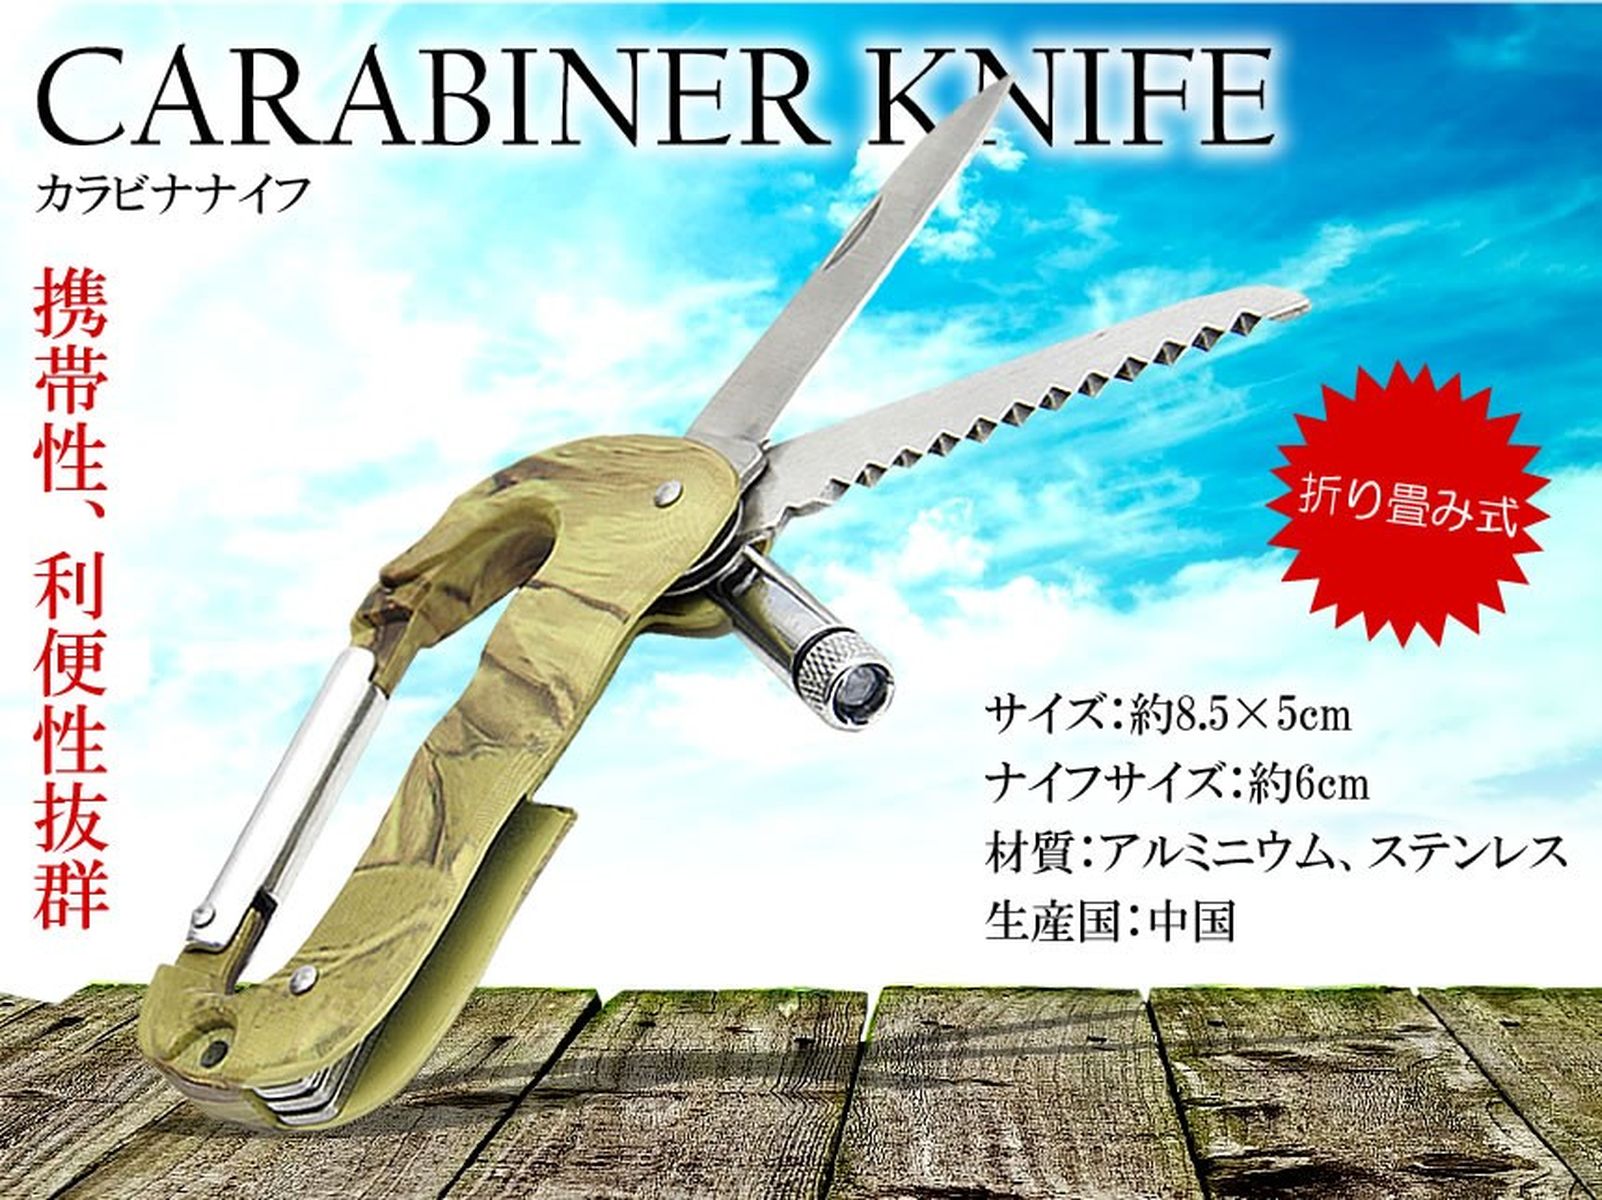 CARABINER KNIFE
カラビナナイフ
携帯性、利便性抜群
折り畳み式
サイズ：約8.5×5cm
ナイフサイズ：約6cm
材質：アルミニウム、ステンレス
生産国：中国